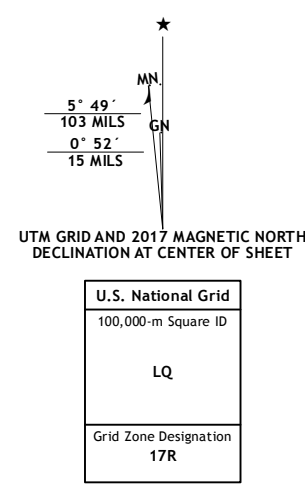 ★
MN
5° 49´
103 MILS
GN
0° 52´
15 MILS
UTM GRID AND 2017 MAGNETIC NORTH
DECLINATION AT CENTER OF SHEET
U.S. National Grid
100,000-m Square ID
LQ
Grid Zone Designation
17R